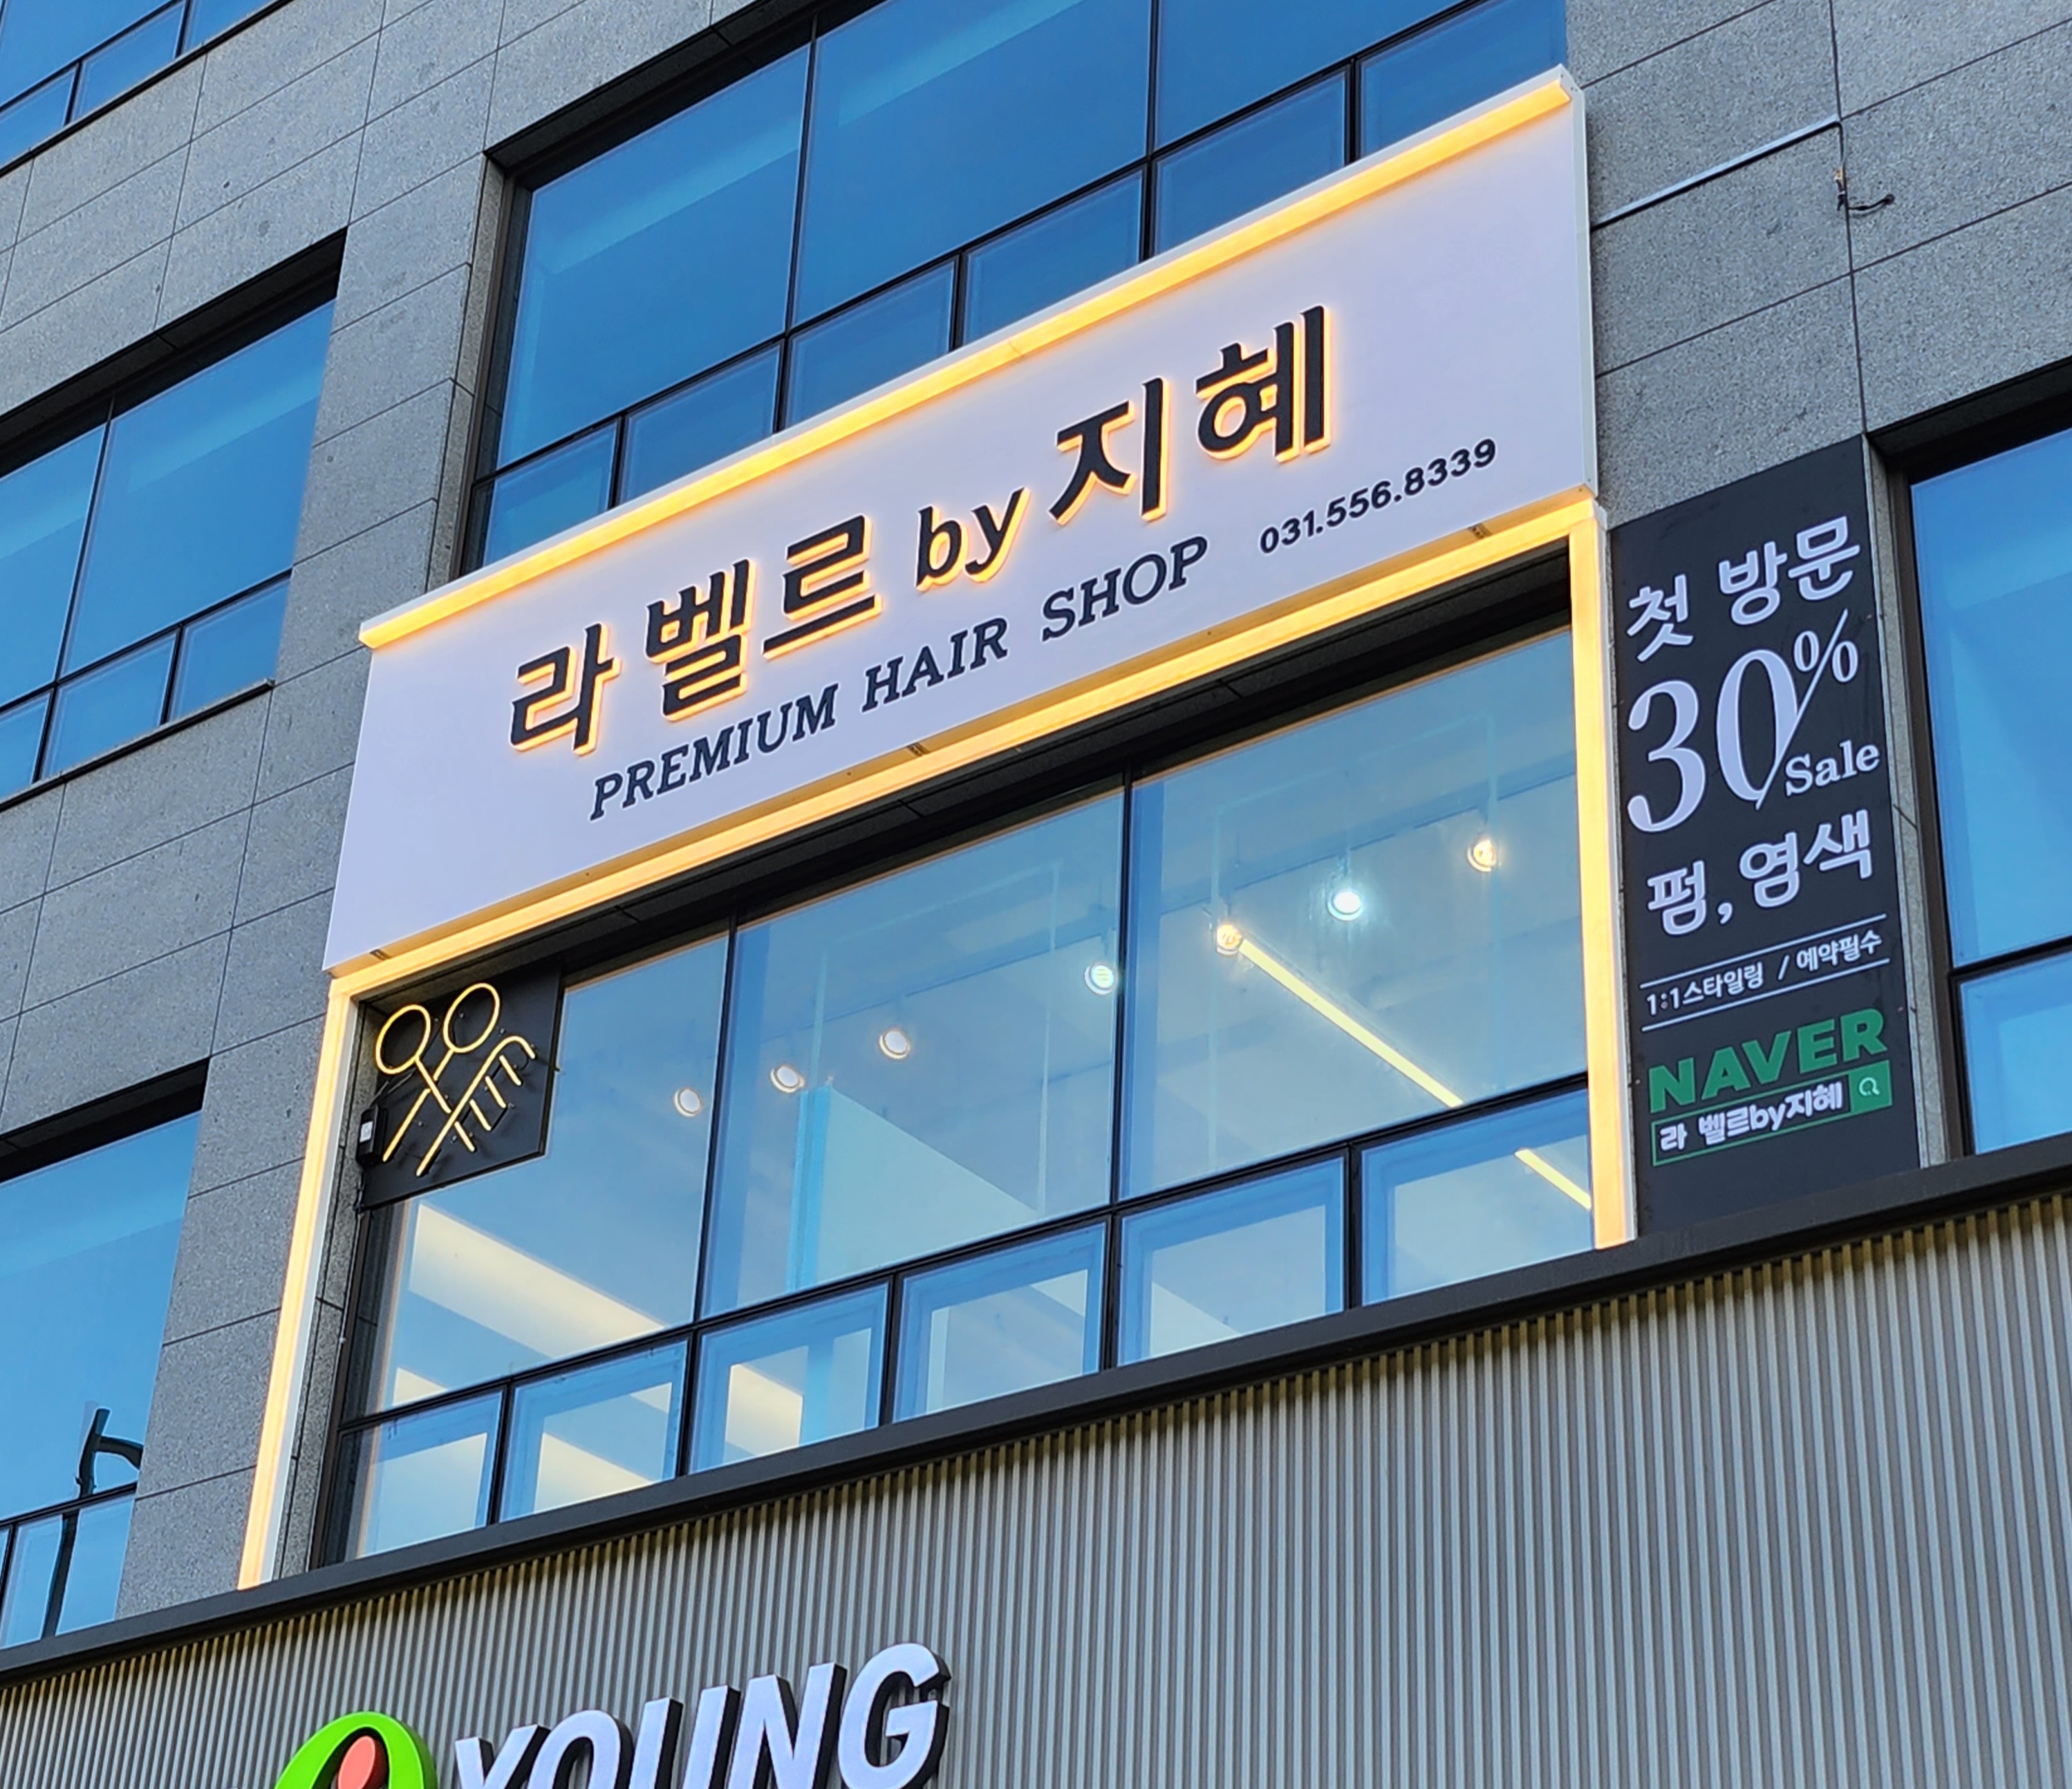 라 벨르 by 지혜
PREMIUM HAIR SHOP 031.556.8339
첫 방문
30%
Sale
펌, 염색
1:1스타일링 / 예약필수
NAVER
라 벨르by지혜
YOUNG